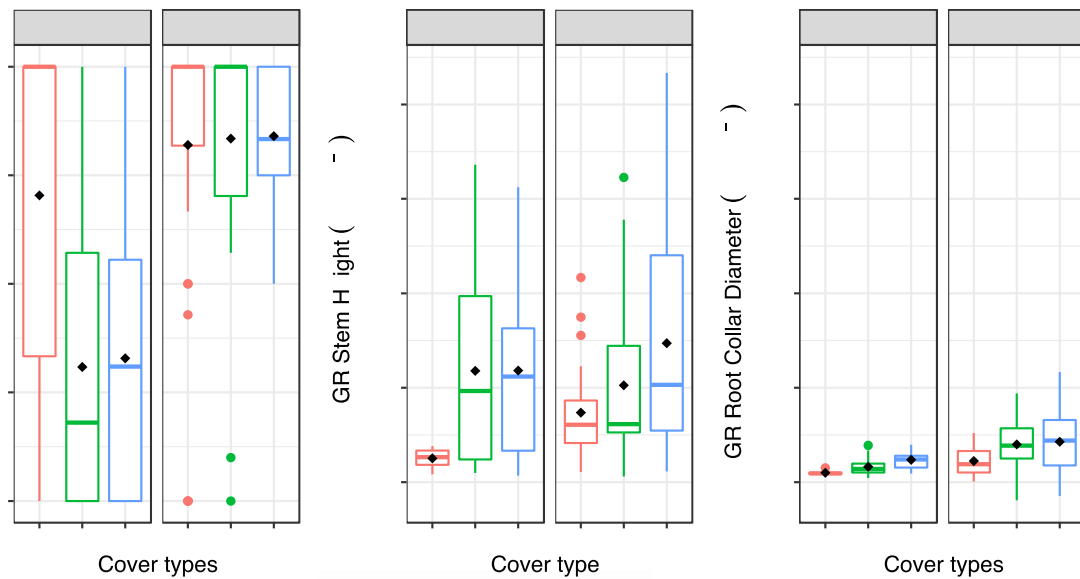 GR Stem H ight ( - )
GR Root Collar Diameter ( - )
Cover types
Cover type
Cover types